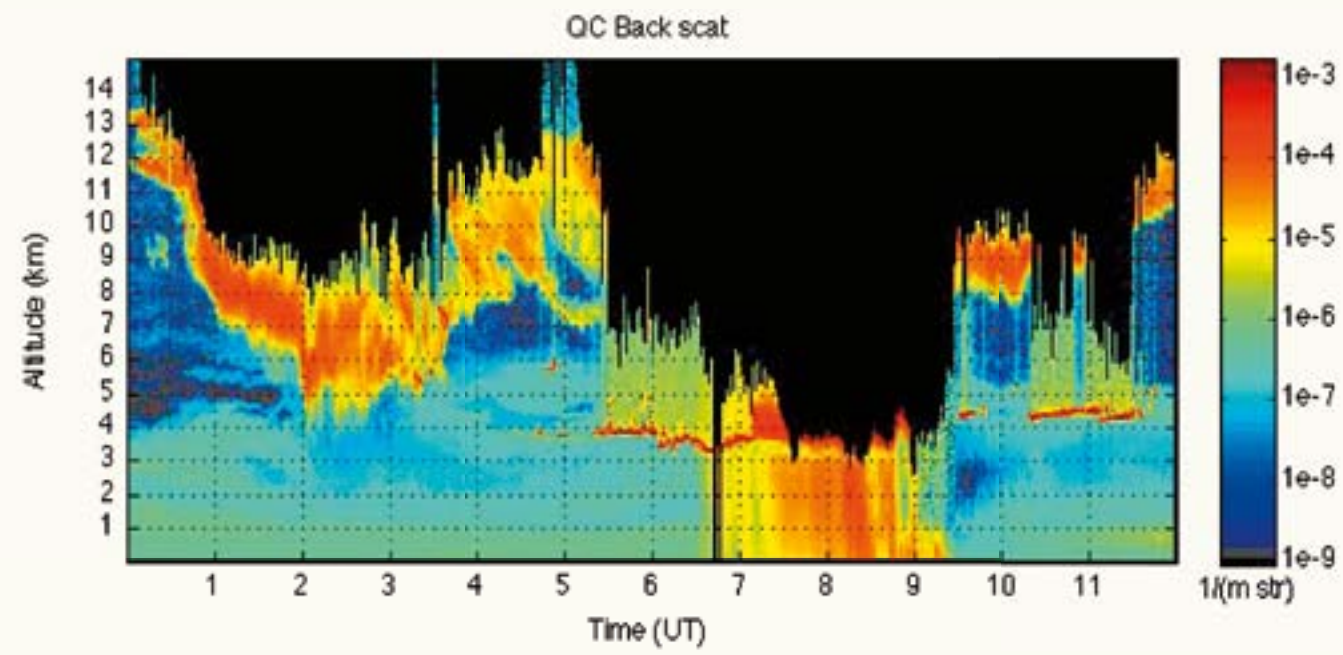 QC Back scat
Altitude (km)
14
13
12
11
10
9
8
7
6
5
4
3
2
1
1 2 3 4 5 6 7 8 9 10 11
Time (UT)
1e-3
1e-4
1e-5
1e-6
1e-7
1e-8
1e-9
1/(m str)